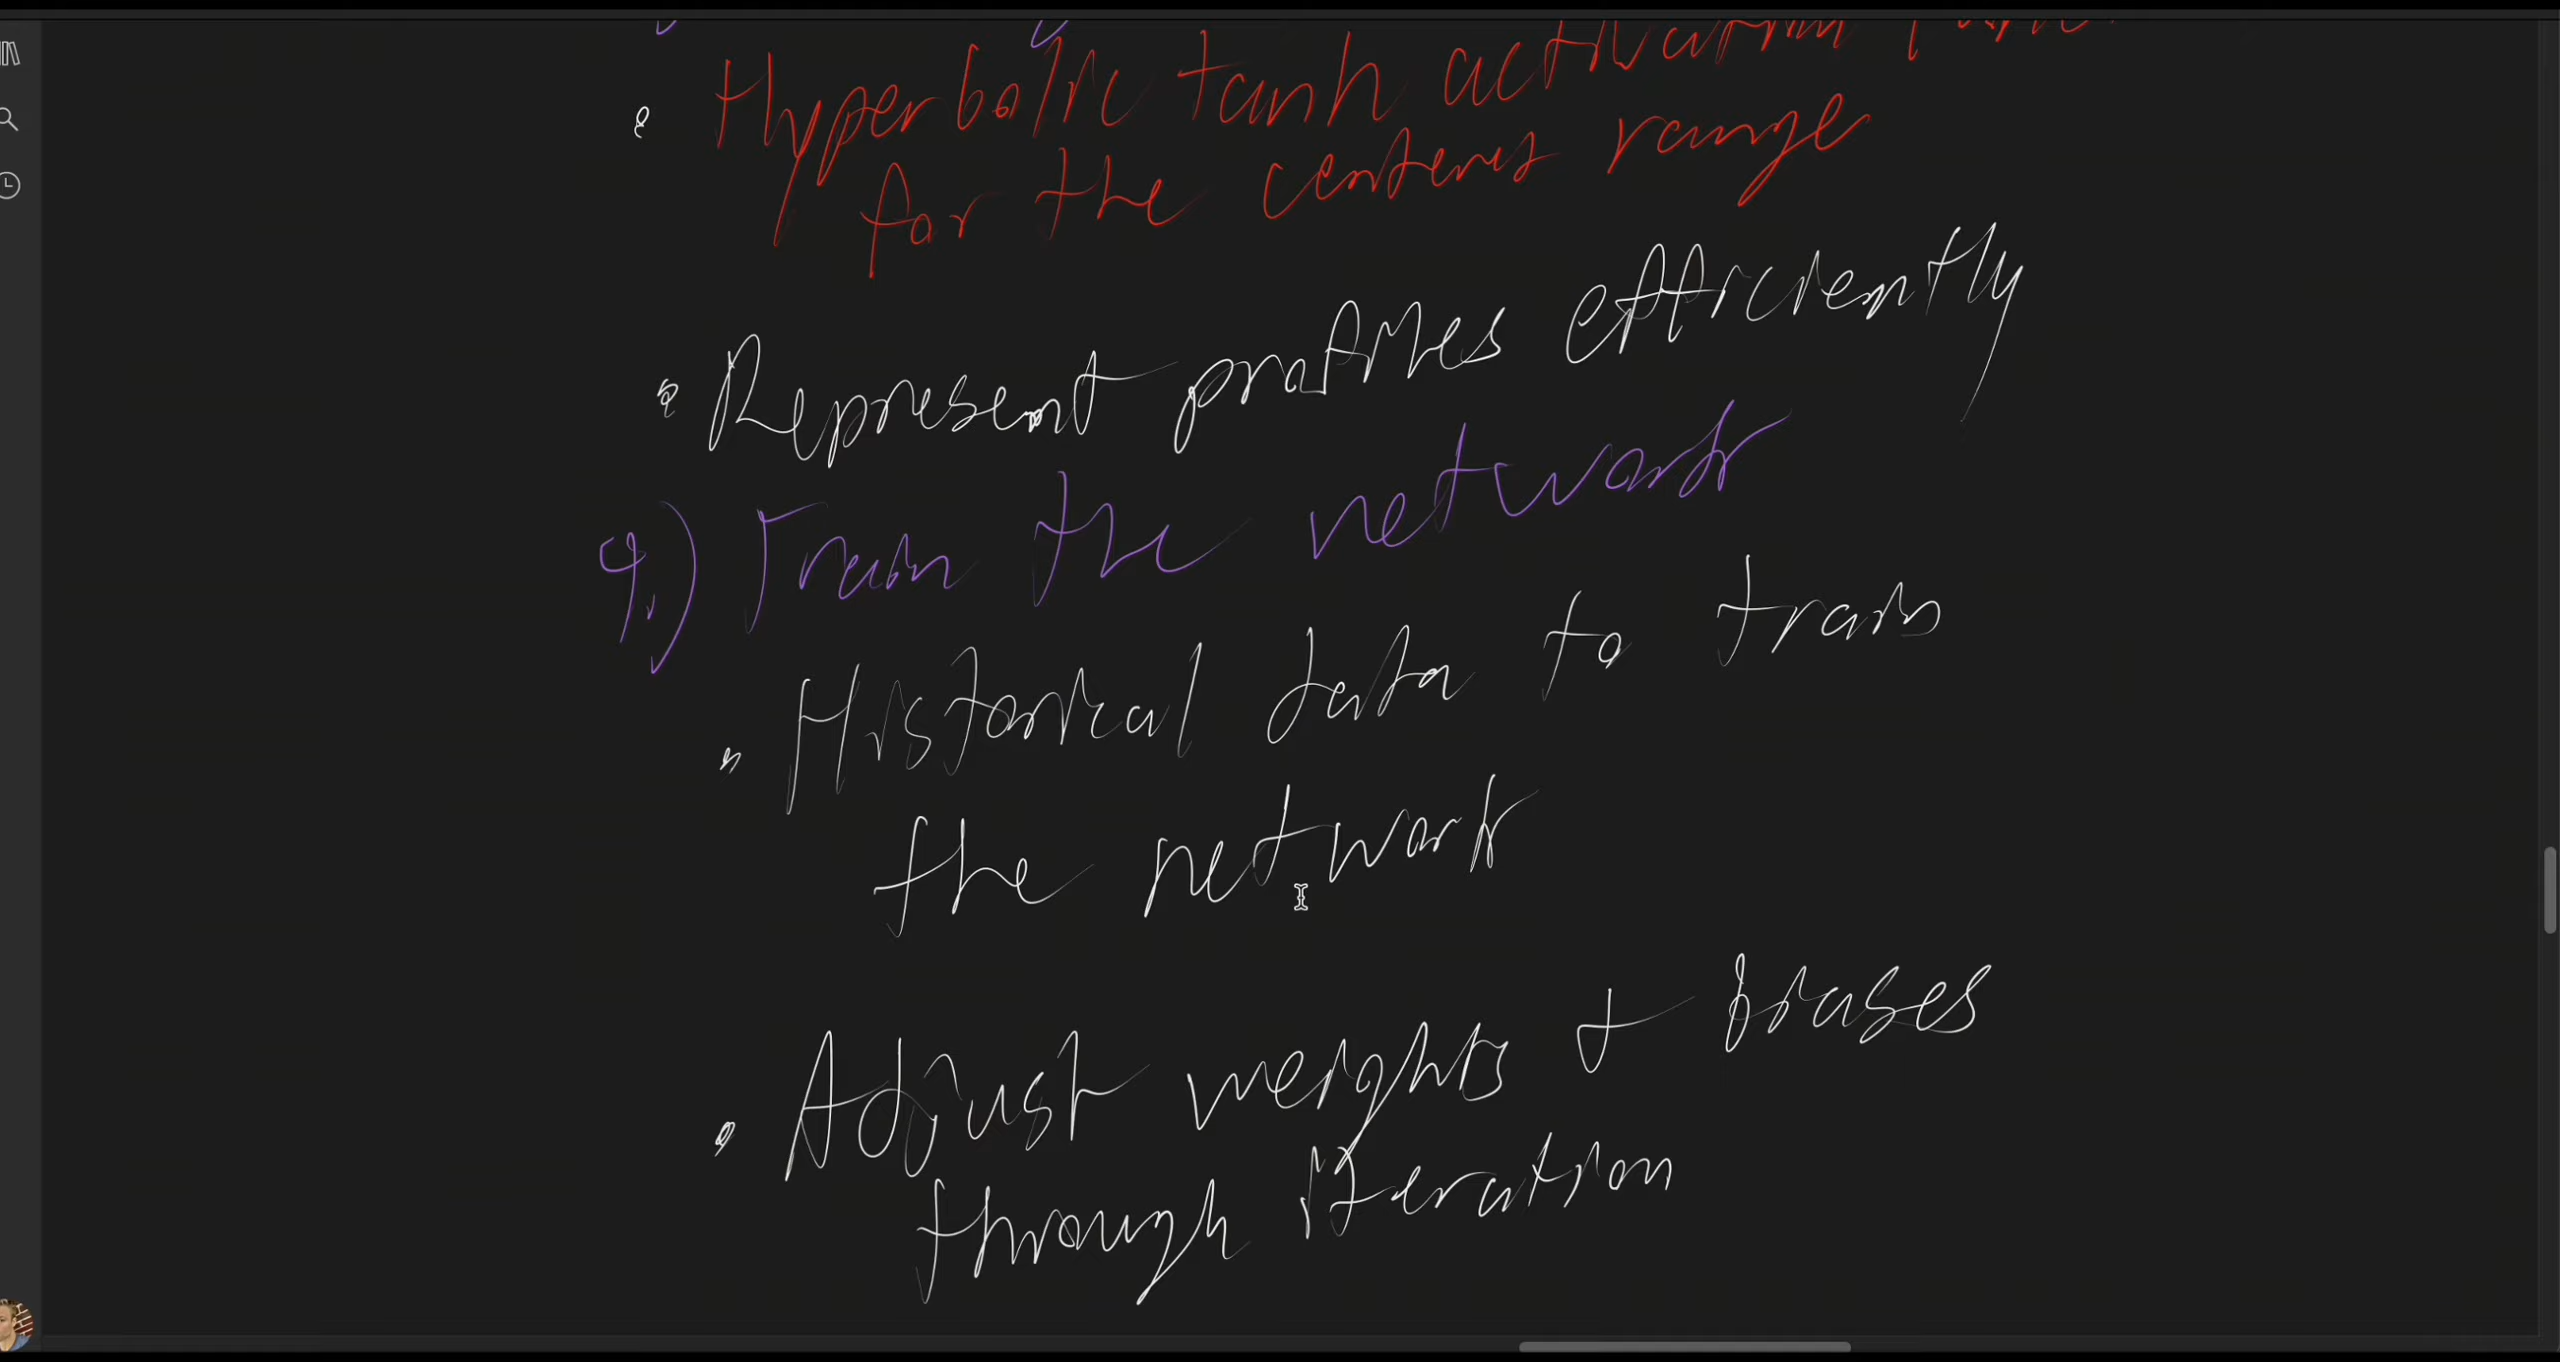 • Hyperbolic tanh activation func.
for the centers range
• Represent profiles efficiently
4.) Train the network
• Historical data to train
the network
• Adjust weights + biases
through iteration